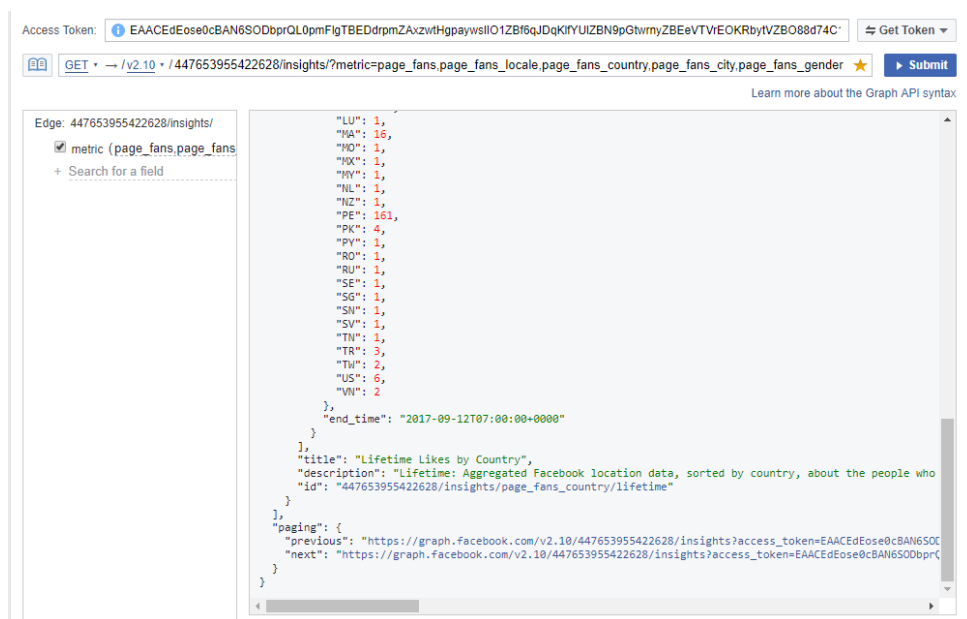 Access Token: EAACEdEose0cBAN6SODbprQL0pmFlgTBEDdrpmZAxzwtHgpaywslIO1ZBf6qJDqKlfYUlZBN9pGtwrnyZBEeVTVrEOKRbytVZBO88d74C Get Token
GET → / v2.10 / 447653955422628/insights/?metric=page_fans,page_fans_locale,page_fans_country,page_fans_city,page_fans_gender Submit
Learn more about the Graph API syntax
Edge: 447653955422628/insights/
metric (page_fans,page_fans
+ Search for a field
"LU": 1,
"MA": 16,
"MO": 1,
"MX": 1,
"MY": 1,
"NL": 1,
"NZ": 1,
"PE": 161,
"PK": 4,
"PY": 1,
"RO": 1,
"RU": 1,
"SE": 1,
"SG": 1,
"SN": 1,
"SV": 1,
"TN": 1,
"TR": 3,
"TW": 2,
"US": 6,
"VN": 2
},
"end_time": "2017-09-12T07:00:00+0000"
}
],
"title": "Lifetime Likes by Country",
"description": "Lifetime: Aggregated Facebook location data, sorted by country, about the people who
"id": "447653955422628/insights/page_fans_country/lifetime"
}
],
"paging": {
"previous": "https://graph.facebook.com/v2.10/447653955422628/insights?access_token=EAACEdEose0cBAN6SOD
"next": "https://graph.facebook.com/v2.10/447653955422628/insights?access_token=EAACEdEose0cBAN6SODbpr
}
}